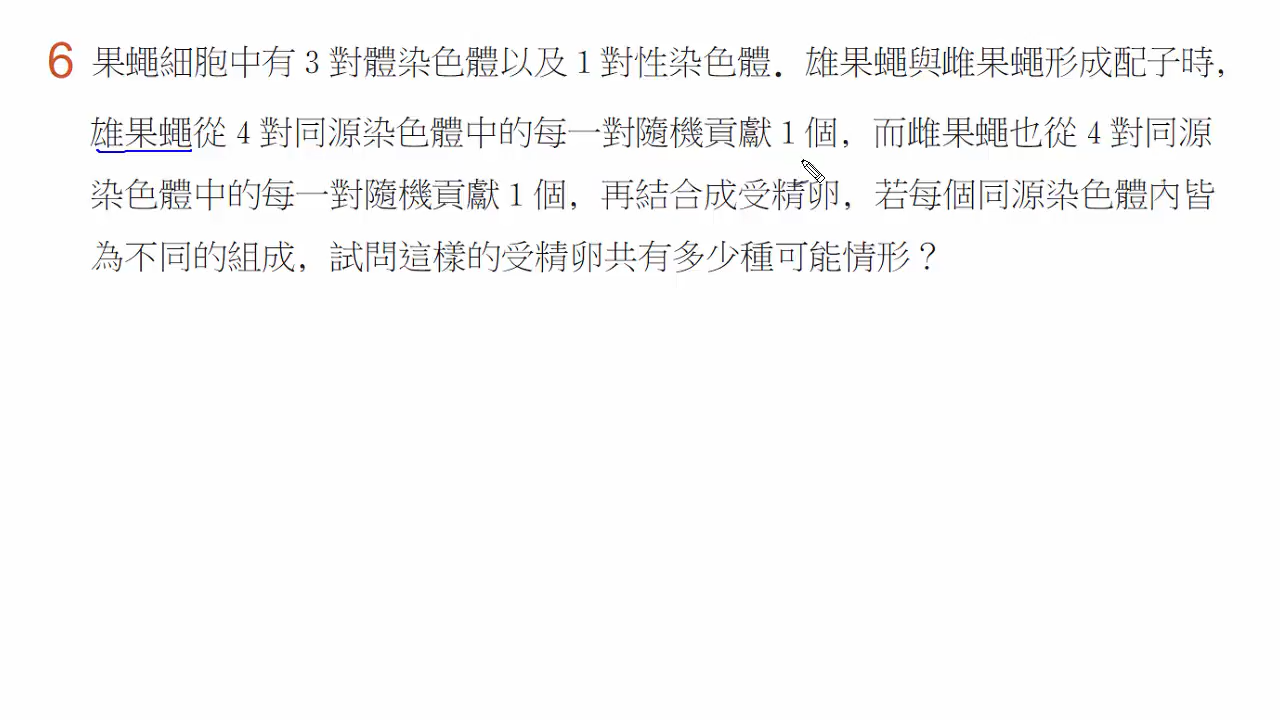 6 果蠅細胞中有 3 對體染色體以及 1 對性染色體．雄果蠅與雌果蠅形成配子時，
雄果蠅從 4 對同源染色體中的每一對隨機貢獻 1 個，而雌果蠅也從 4 對同源
染色體中的每一對隨機貢獻 1 個，再結合成受精卵，若每個同源染色體內皆
為不同的組成，試問這樣的受精卵共有多少種可能情形？